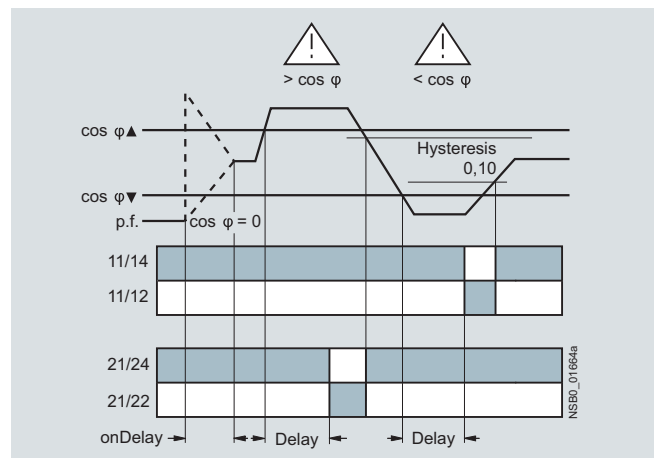 !
!
> cos φ
< cos φ
cos φ▲
Hysteresis
0,10
cos φ▼
p.f.
cos φ = 0
11/14
11/12
21/24
21/22
onDelay
Delay
Delay
NSB0_01664a